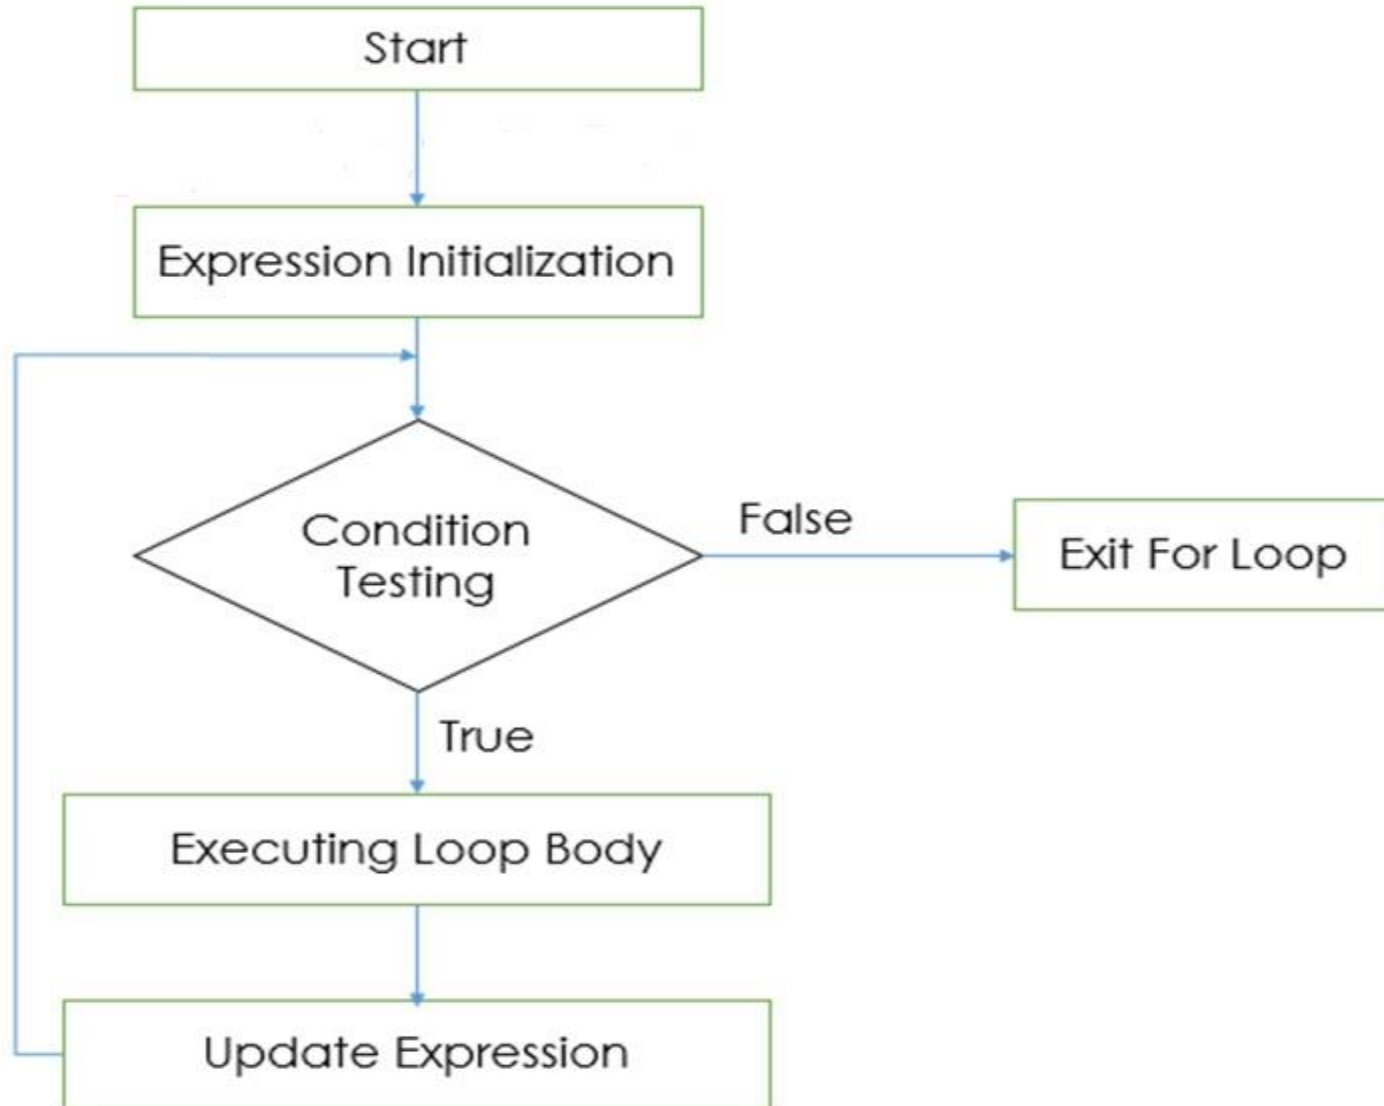 Start
Expression Initialization
Condition
Testing
False
Exit For Loop
True
Executing Loop Body
Update Expression